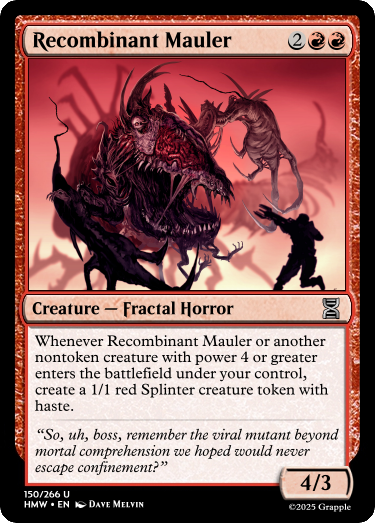 Recombinant Mauler 2
Creature — Fractal Horror
Whenever Recombinant Mauler or another
nontoken creature with power 4 or greater
enters the battlefield under your control,
create a 1/1 red Splinter creature token with
haste.
“So, uh, boss, remember the viral mutant beyond
mortal comprehension we hoped would never
escape confinement?”
4/3
150/266 U
HMW • EN Dave Melvin
©2025 Grapple